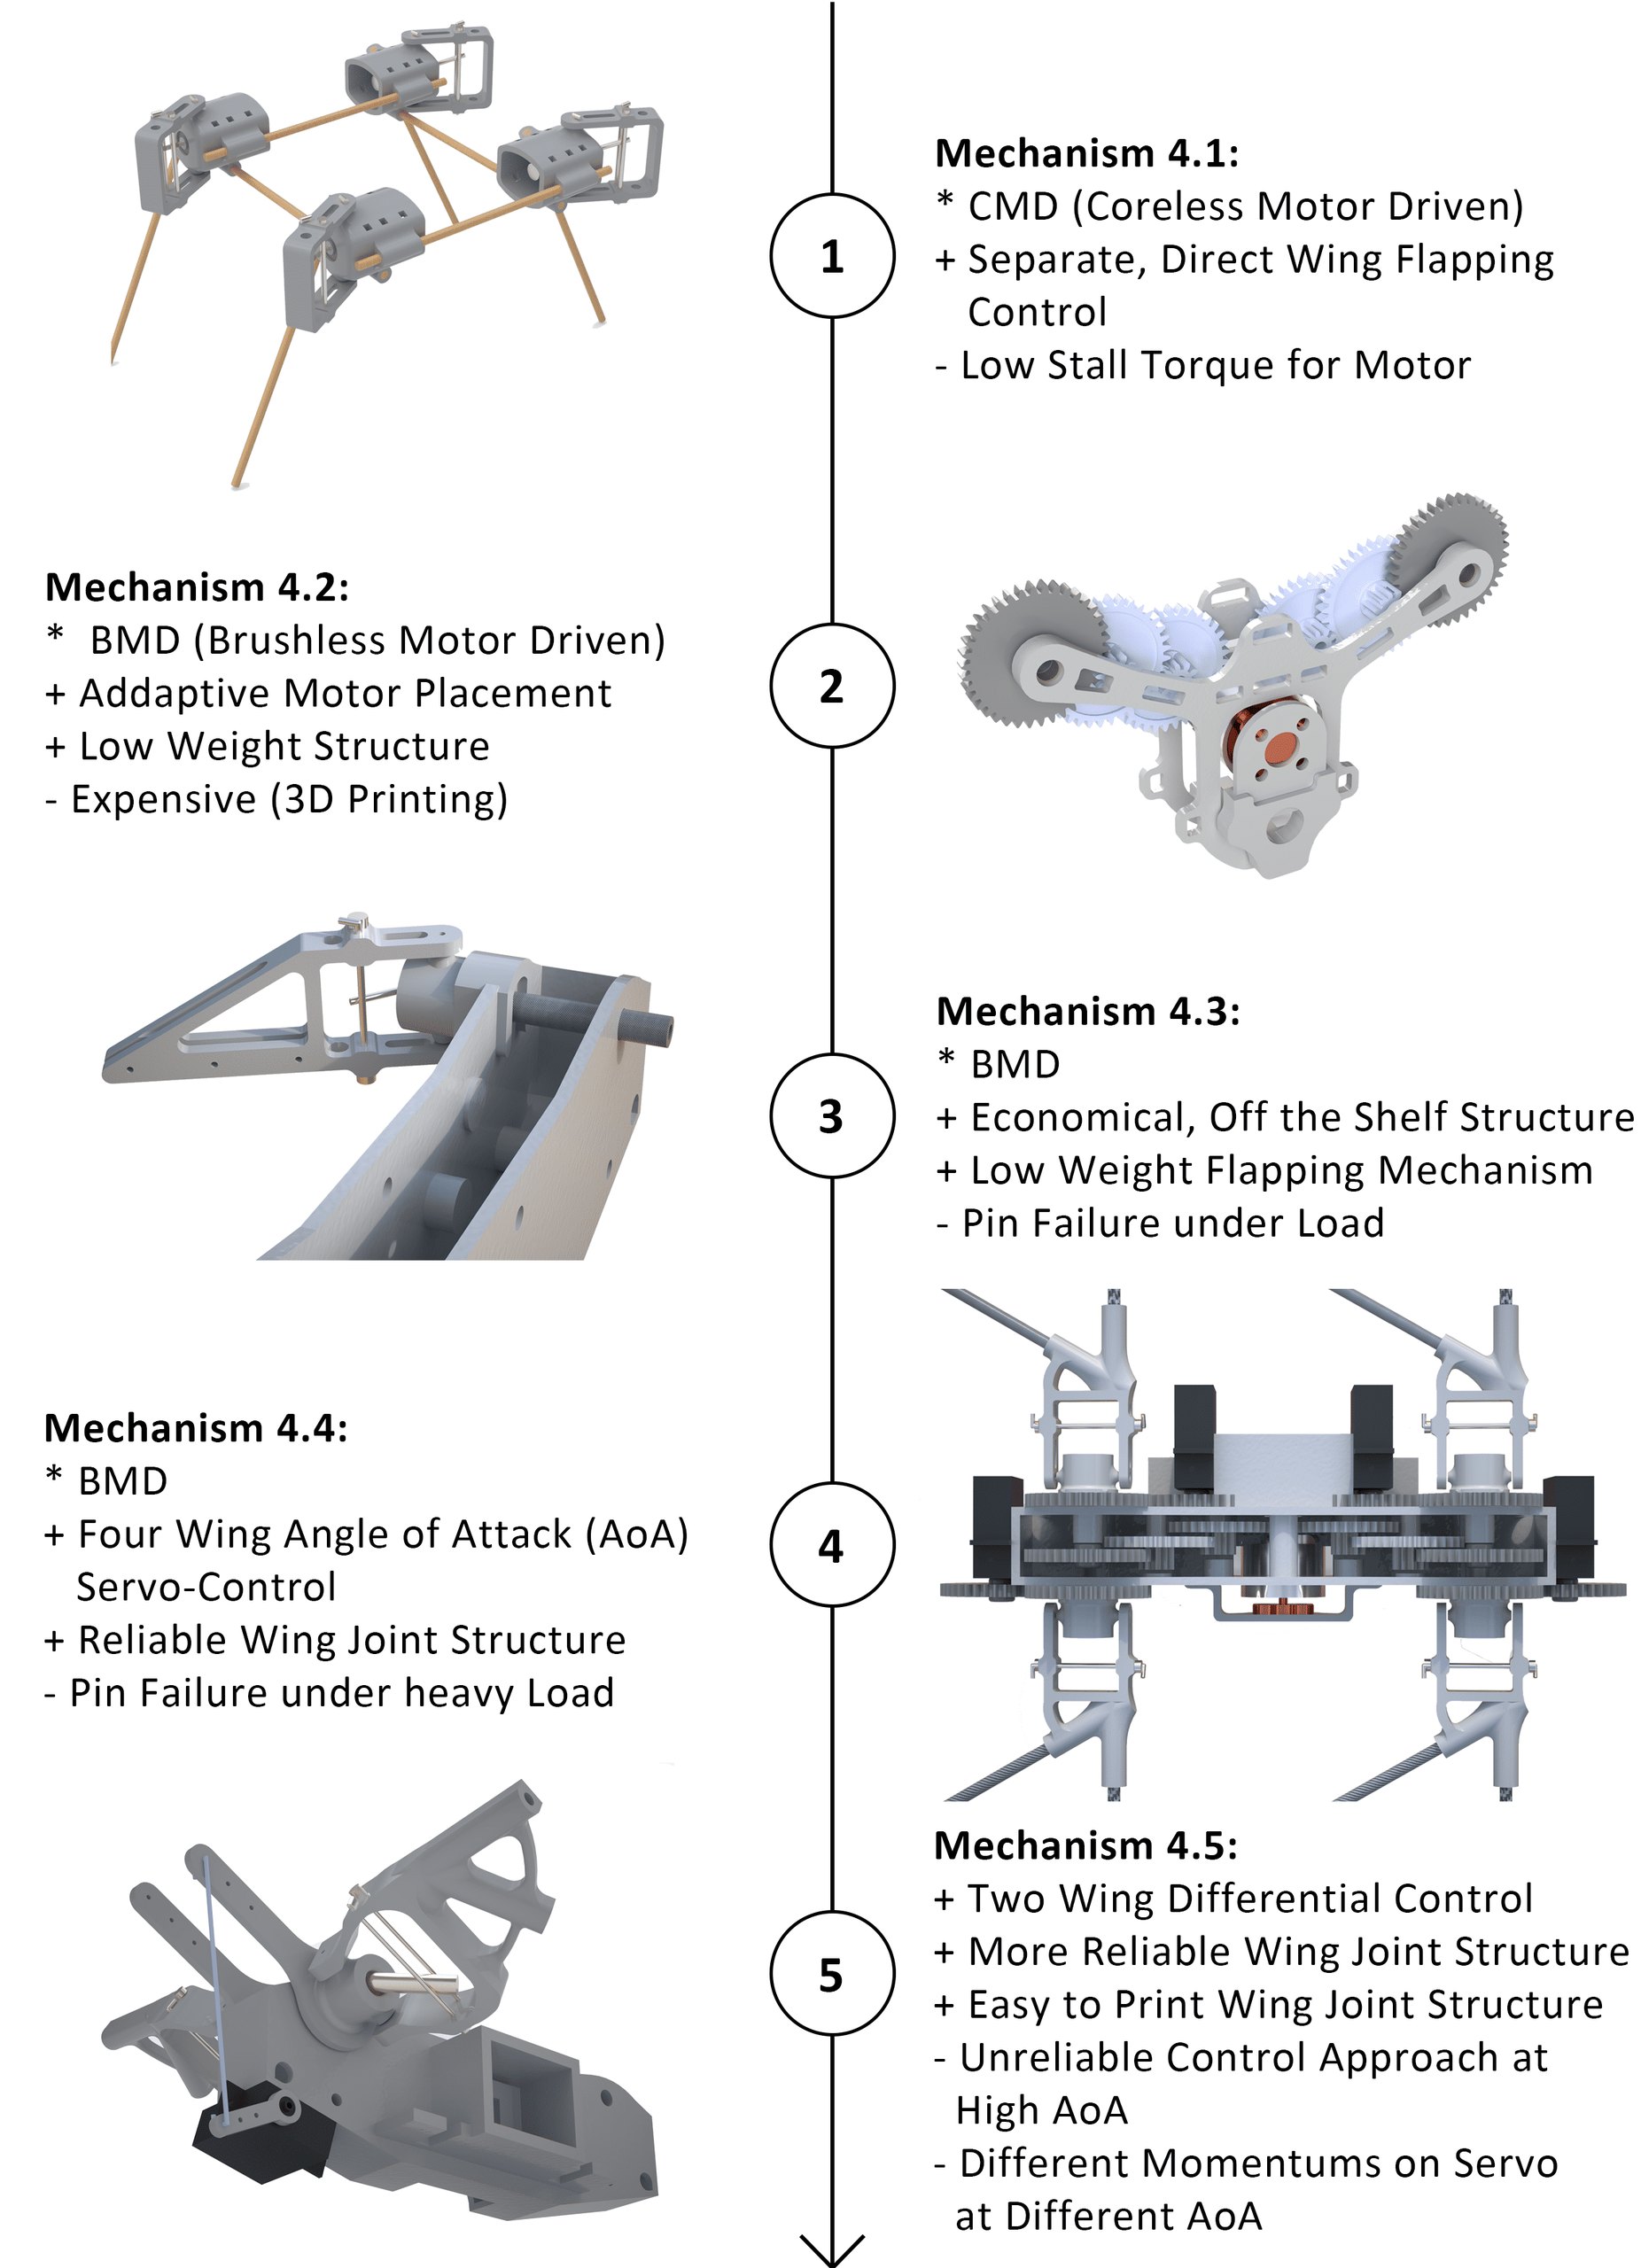 1
Mechanism 4.1:
* CMD (Coreless Motor Driven)
+ Separate, Direct Wing Flapping
Control
- Low Stall Torque for Motor
Mechanism 4.2:
* BMD (Brushless Motor Driven)
+ Addaptive Motor Placement
+ Low Weight Structure
- Expensive (3D Printing)
2
3
Mechanism 4.3:
* BMD
+ Economical, Off the Shelf Structure
+ Low Weight Flapping Mechanism
- Pin Failure under Load
Mechanism 4.4:
* BMD
+ Four Wing Angle of Attack (AoA)
Servo-Control
+ Reliable Wing Joint Structure
- Pin Failure under heavy Load
4
5
Mechanism 4.5:
+ Two Wing Differential Control
+ More Reliable Wing Joint Structure
+ Easy to Print Wing Joint Structure
- Unreliable Control Approach at
High AoA
- Different Momentums on Servo
at Different AoA